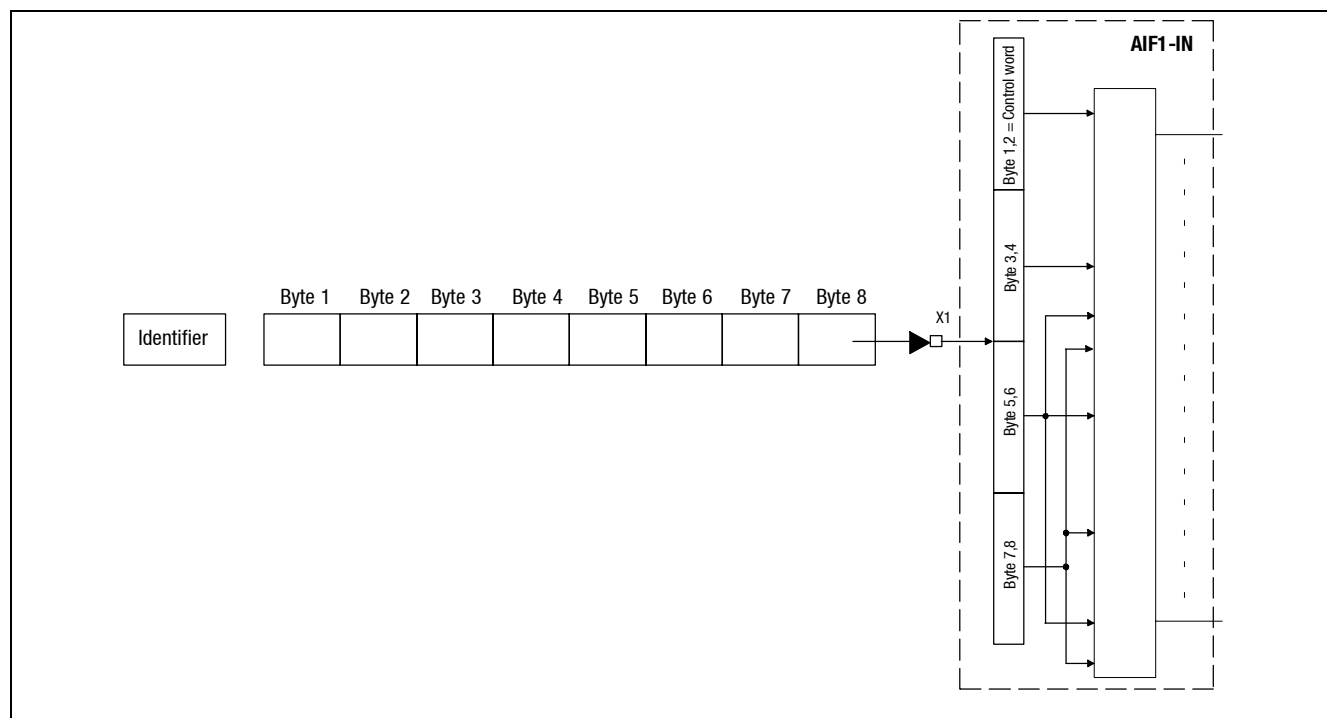 AIF1-IN
Byte 1,2 = Control word
Byte 3,4
Byte 1 Byte 2 Byte 3 Byte 4 Byte 5 Byte 6 Byte 7 Byte 8
X1
Identifier
Byte 5,6
Byte 7,8